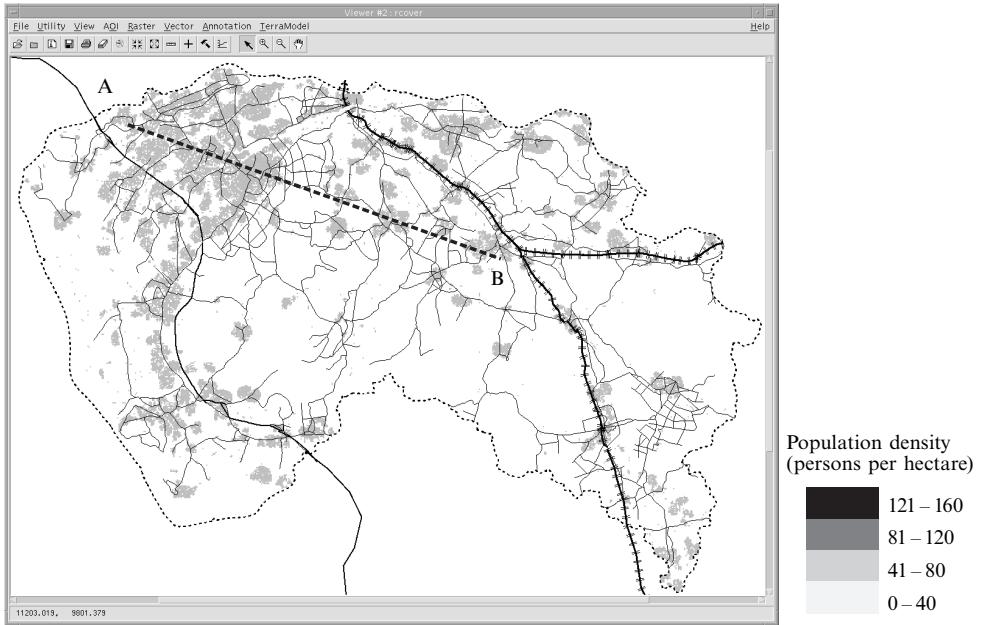 Viewer #2 : rcover
File Utility View AOI Raster Vector Annotation TerraModel Help
A
B
Population density
(persons per hectare)
121 – 160
81 – 120
41 – 80
0 – 40
11203.019, 9801.379